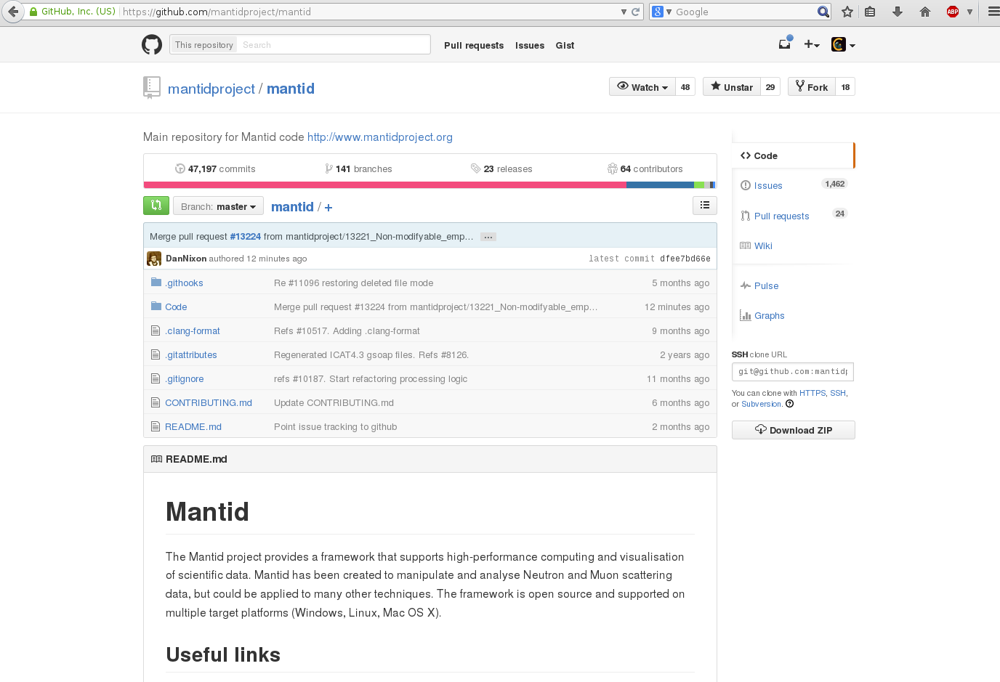 GitHub, Inc. (US) https://github.com/mantidproject/mantid Google ABP
This repository Search Pull requests Issues Gist
mantidproject / mantid Watch 48 Unstar 29 Fork 18
Main repository for Mantid code http://www.mantidproject.org
47,197 commits 141 branches 23 releases 64 contributors
Branch: master mantid / +
Merge pull request #13224 from mantidproject/13221_Non-modifyable_emp… …
DanNixon authored 12 minutes ago latest commit dfee7bd66e
.githooks Re #11096 restoring deleted file mode 5 months ago
Code Merge pull request #13224 from mantidproject/13221_Non-modifyable_emp… 12 minutes ago
.clang-format Refs #10517. Adding .clang-format 9 months ago
.gitattributes Regenerated ICAT4.3 gsoap files. Refs #8126. 2 years ago
.gitignore refs #10187. Start refactoring processing logic 11 months ago
CONTRIBUTING.md Update CONTRIBUTING.md 6 months ago
README.md Point issue tracking to github 2 months ago
README.md
Mantid
The Mantid project provides a framework that supports high-performance computing and visualisation
of scientific data. Mantid has been created to manipulate and analyse Neutron and Muon scattering
data, but could be applied to many other techniques. The framework is open source and supported on
multiple target platforms (Windows, Linux, Mac OS X).
Useful links
Code
Issues 1,462
Pull requests 24
Wiki
Pulse
Graphs
SSH clone URL
git@github.com:mantidp
You can clone with HTTPS, SSH,
or Subversion.
Download ZIP